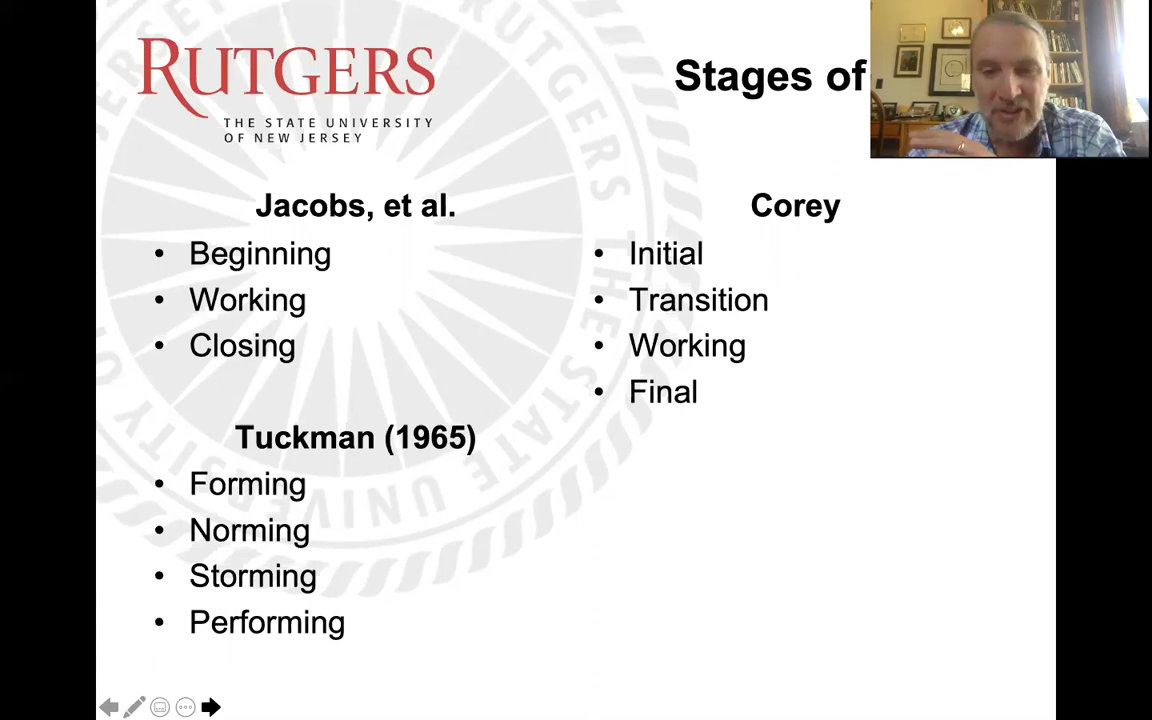 RUTGERS
THE STATE UNIVERSITY
OF NEW JERSEY
Stages of
Jacobs, et al.
• Beginning
• Working
• Closing
Tuckman (1965)
• Forming
• Norming
• Storming
• Performing
Corey
• Initial
• Transition
• Working
• Final